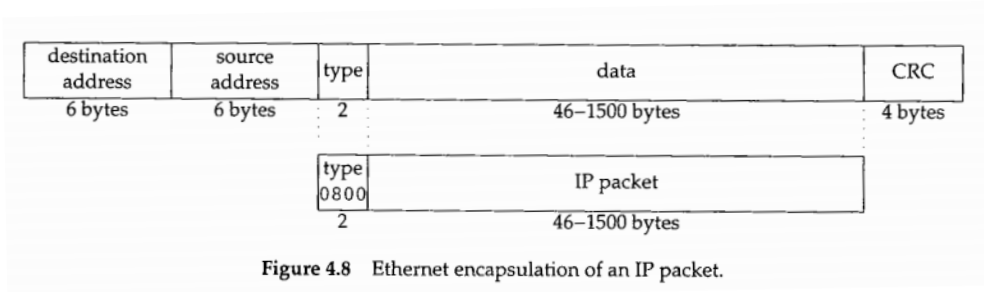 destination address
source address
type
data
CRC
6 bytes
6 bytes
2
46–1500 bytes
4 bytes
type 0800
IP packet
2
46–1500 bytes
Figure 4.8 Ethernet encapsulation of an IP packet.